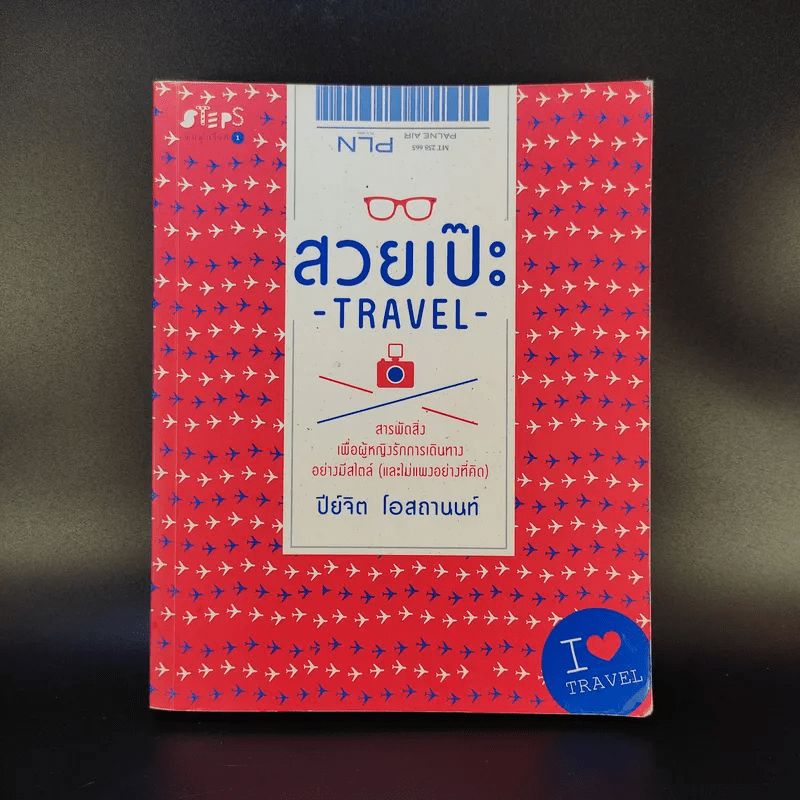 STEPS
PLN
MT 258 665
PALNE AIR
สวยเป๊ะ
-TRAVEL-
สารพัดสิ่ง
เพื่อผู้หญิงรักการเดินทาง
อย่างมีสไตล์ (และไม่แพงอย่างที่คิด)
ปิย์จิต โอสถานนท์
I
TRAVEL